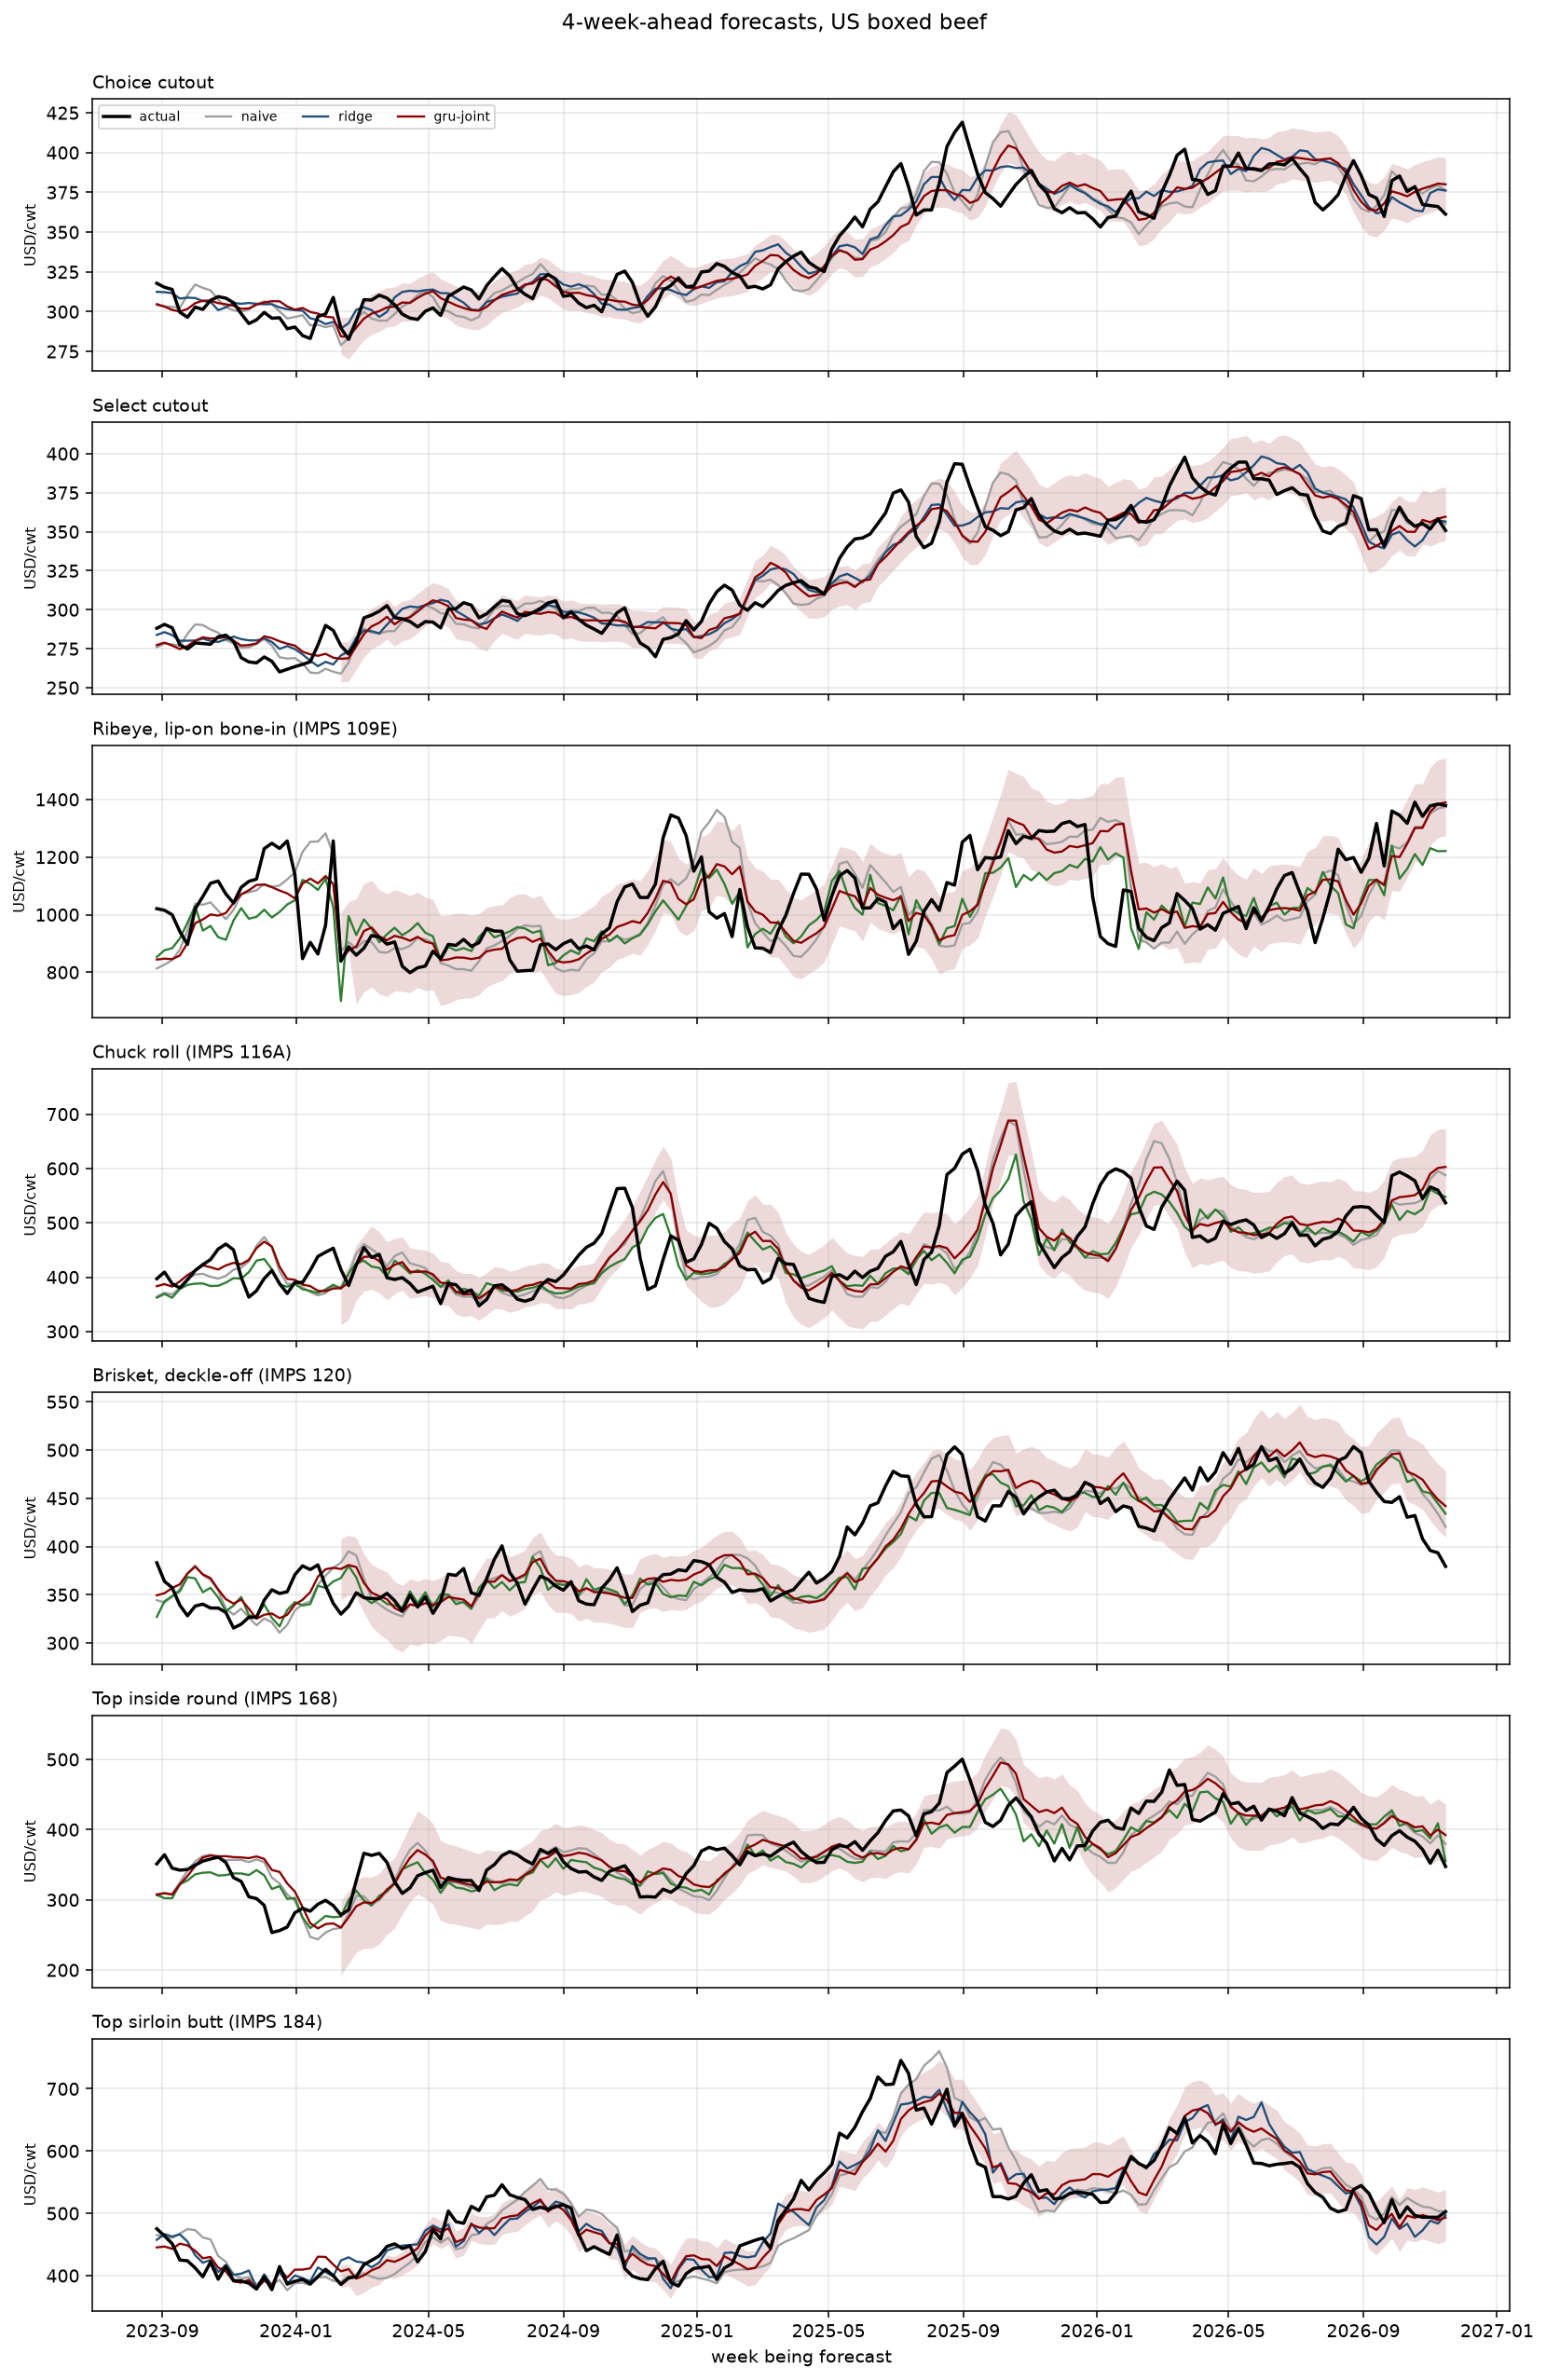 4-week-ahead forecasts, US boxed beef
Choice cutout
actual naive ridge gru-joint
425
400
375
350
325
300
275
USD/cwt
Select cutout
400
375
350
325
300
275
250
USD/cwt
Ribeye, lip-on bone-in (IMPS 109E)
1400
1200
1000
800
USD/cwt
Chuck roll (IMPS 116A)
700
600
500
400
300
USD/cwt
Brisket, deckle-off (IMPS 120)
550
500
450
400
350
300
USD/cwt
Top inside round (IMPS 168)
500
400
300
200
USD/cwt
Top sirloin butt (IMPS 184)
700
600
500
400
USD/cwt
2023-09 2024-01 2024-05 2024-09 2025-01 2025-05 2025-09 2026-01 2026-05 2026-09 2027-01
week being forecast